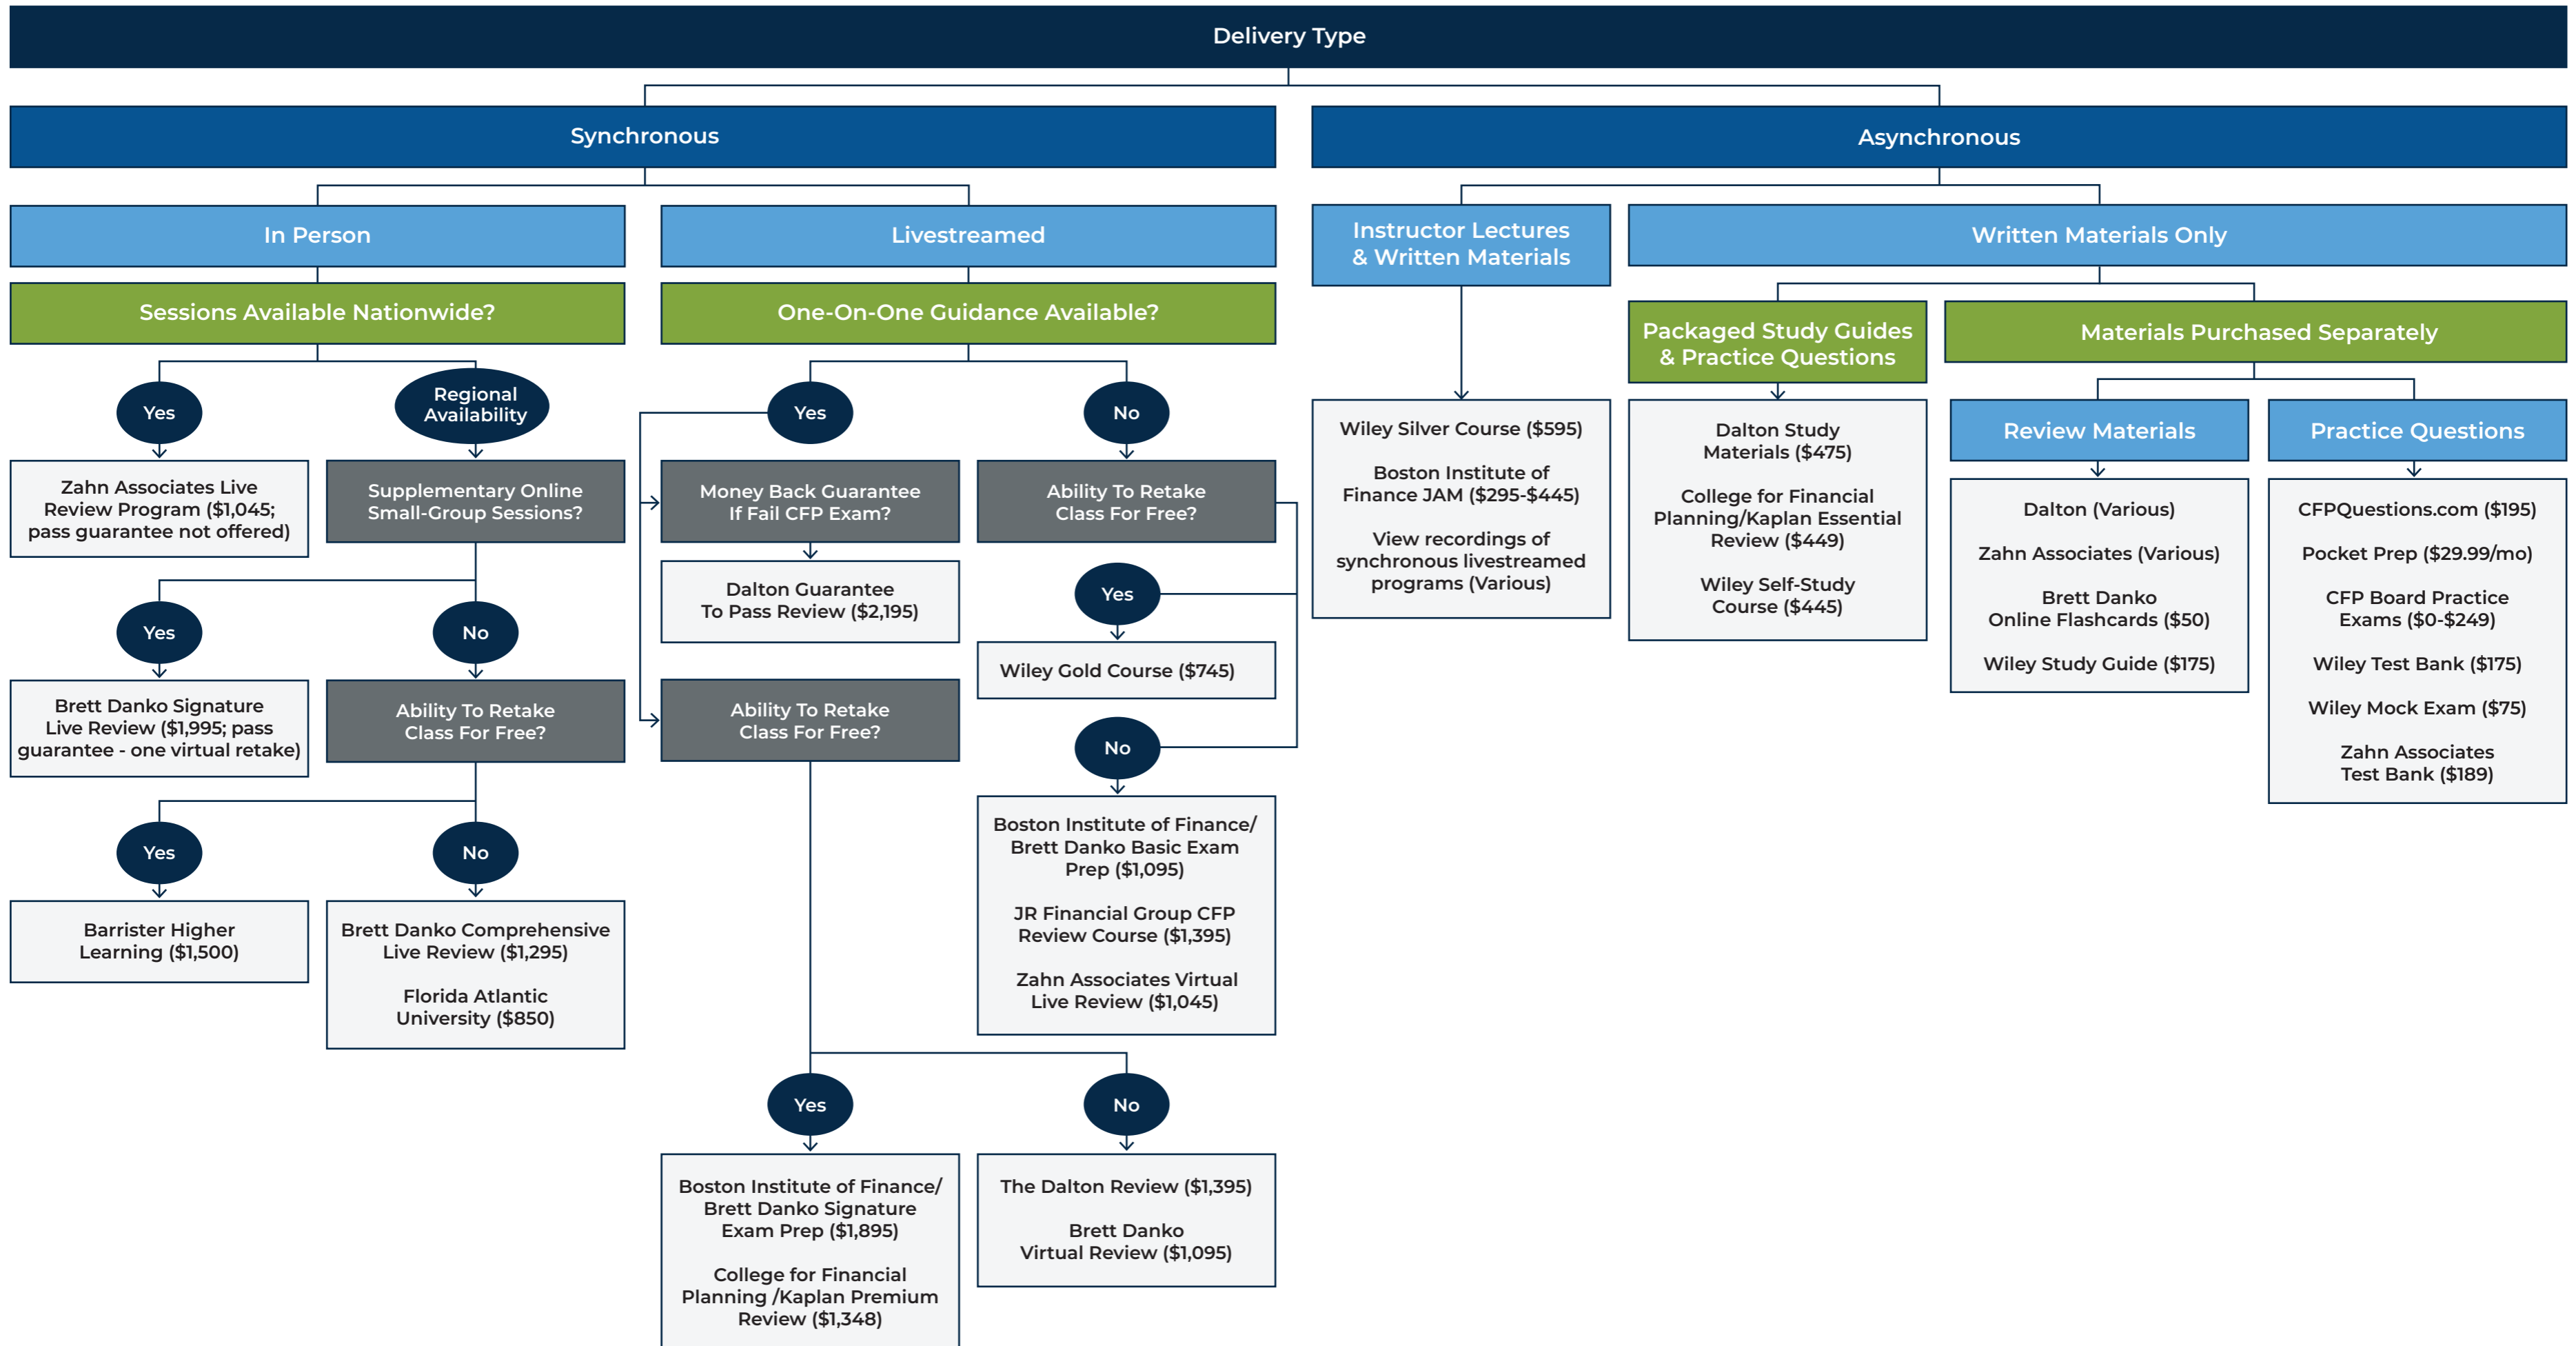 Delivery Type
Synchronous
Asynchronous
In Person
Livestreamed
Instructor Lectures
& Written Materials
Written Materials Only
Sessions Available Nationwide?
One-On-One Guidance Available?
Packaged Study Guides
& Practice Questions
Materials Purchased Separately
Yes
Regional
Availability
Yes
No
Review Materials
Practice Questions
Zahn Associates Live
Review Program ($1,045;
pass guarantee not offered)
Supplementary Online
Small-Group Sessions?
Money Back Guarantee
If Fail CFP Exam?
Ability To Retake
Class For Free?
Wiley Silver Course ($595)
Boston Institute of
Finance JAM ($295-$445)
View recordings of
synchronous livestreamed
programs (Various)
Dalton Study
Materials ($475)
College for Financial
Planning/Kaplan Essential
Review ($449)
Wiley Self-Study
Course ($445)
Dalton (Various)
Zahn Associates (Various)
Brett Danko
Online Flashcards ($50)
Wiley Study Guide ($175)
CFPQuestions.com ($195)
Pocket Prep ($29.99/mo)
CFP Board Practice
Exams ($0-$249)
Wiley Test Bank ($175)
Wiley Mock Exam ($75)
Zahn Associates
Test Bank ($189)
Dalton Guarantee
To Pass Review ($2,195)
Yes
Wiley Gold Course ($745)
Yes
No
Brett Danko Signature
Live Review ($1,995; pass
guarantee - one virtual retake)
Ability To Retake
Class For Free?
Ability To Retake
Class For Free?
No
Boston Institute of Finance/
Brett Danko Basic Exam
Prep ($1,095)
JR Financial Group CFP
Review Course ($1,395)
Zahn Associates Virtual
Live Review ($1,045)
Yes
No
Barrister Higher
Learning ($1,500)
Brett Danko Comprehensive
Live Review ($1,295)
Florida Atlantic
University ($850)
Yes
No
Boston Institute of Finance/
Brett Danko Signature
Exam Prep ($1,895)
College for Financial
Planning /Kaplan Premium
Review ($1,348)
The Dalton Review ($1,395)
Brett Danko
Virtual Review ($1,095)